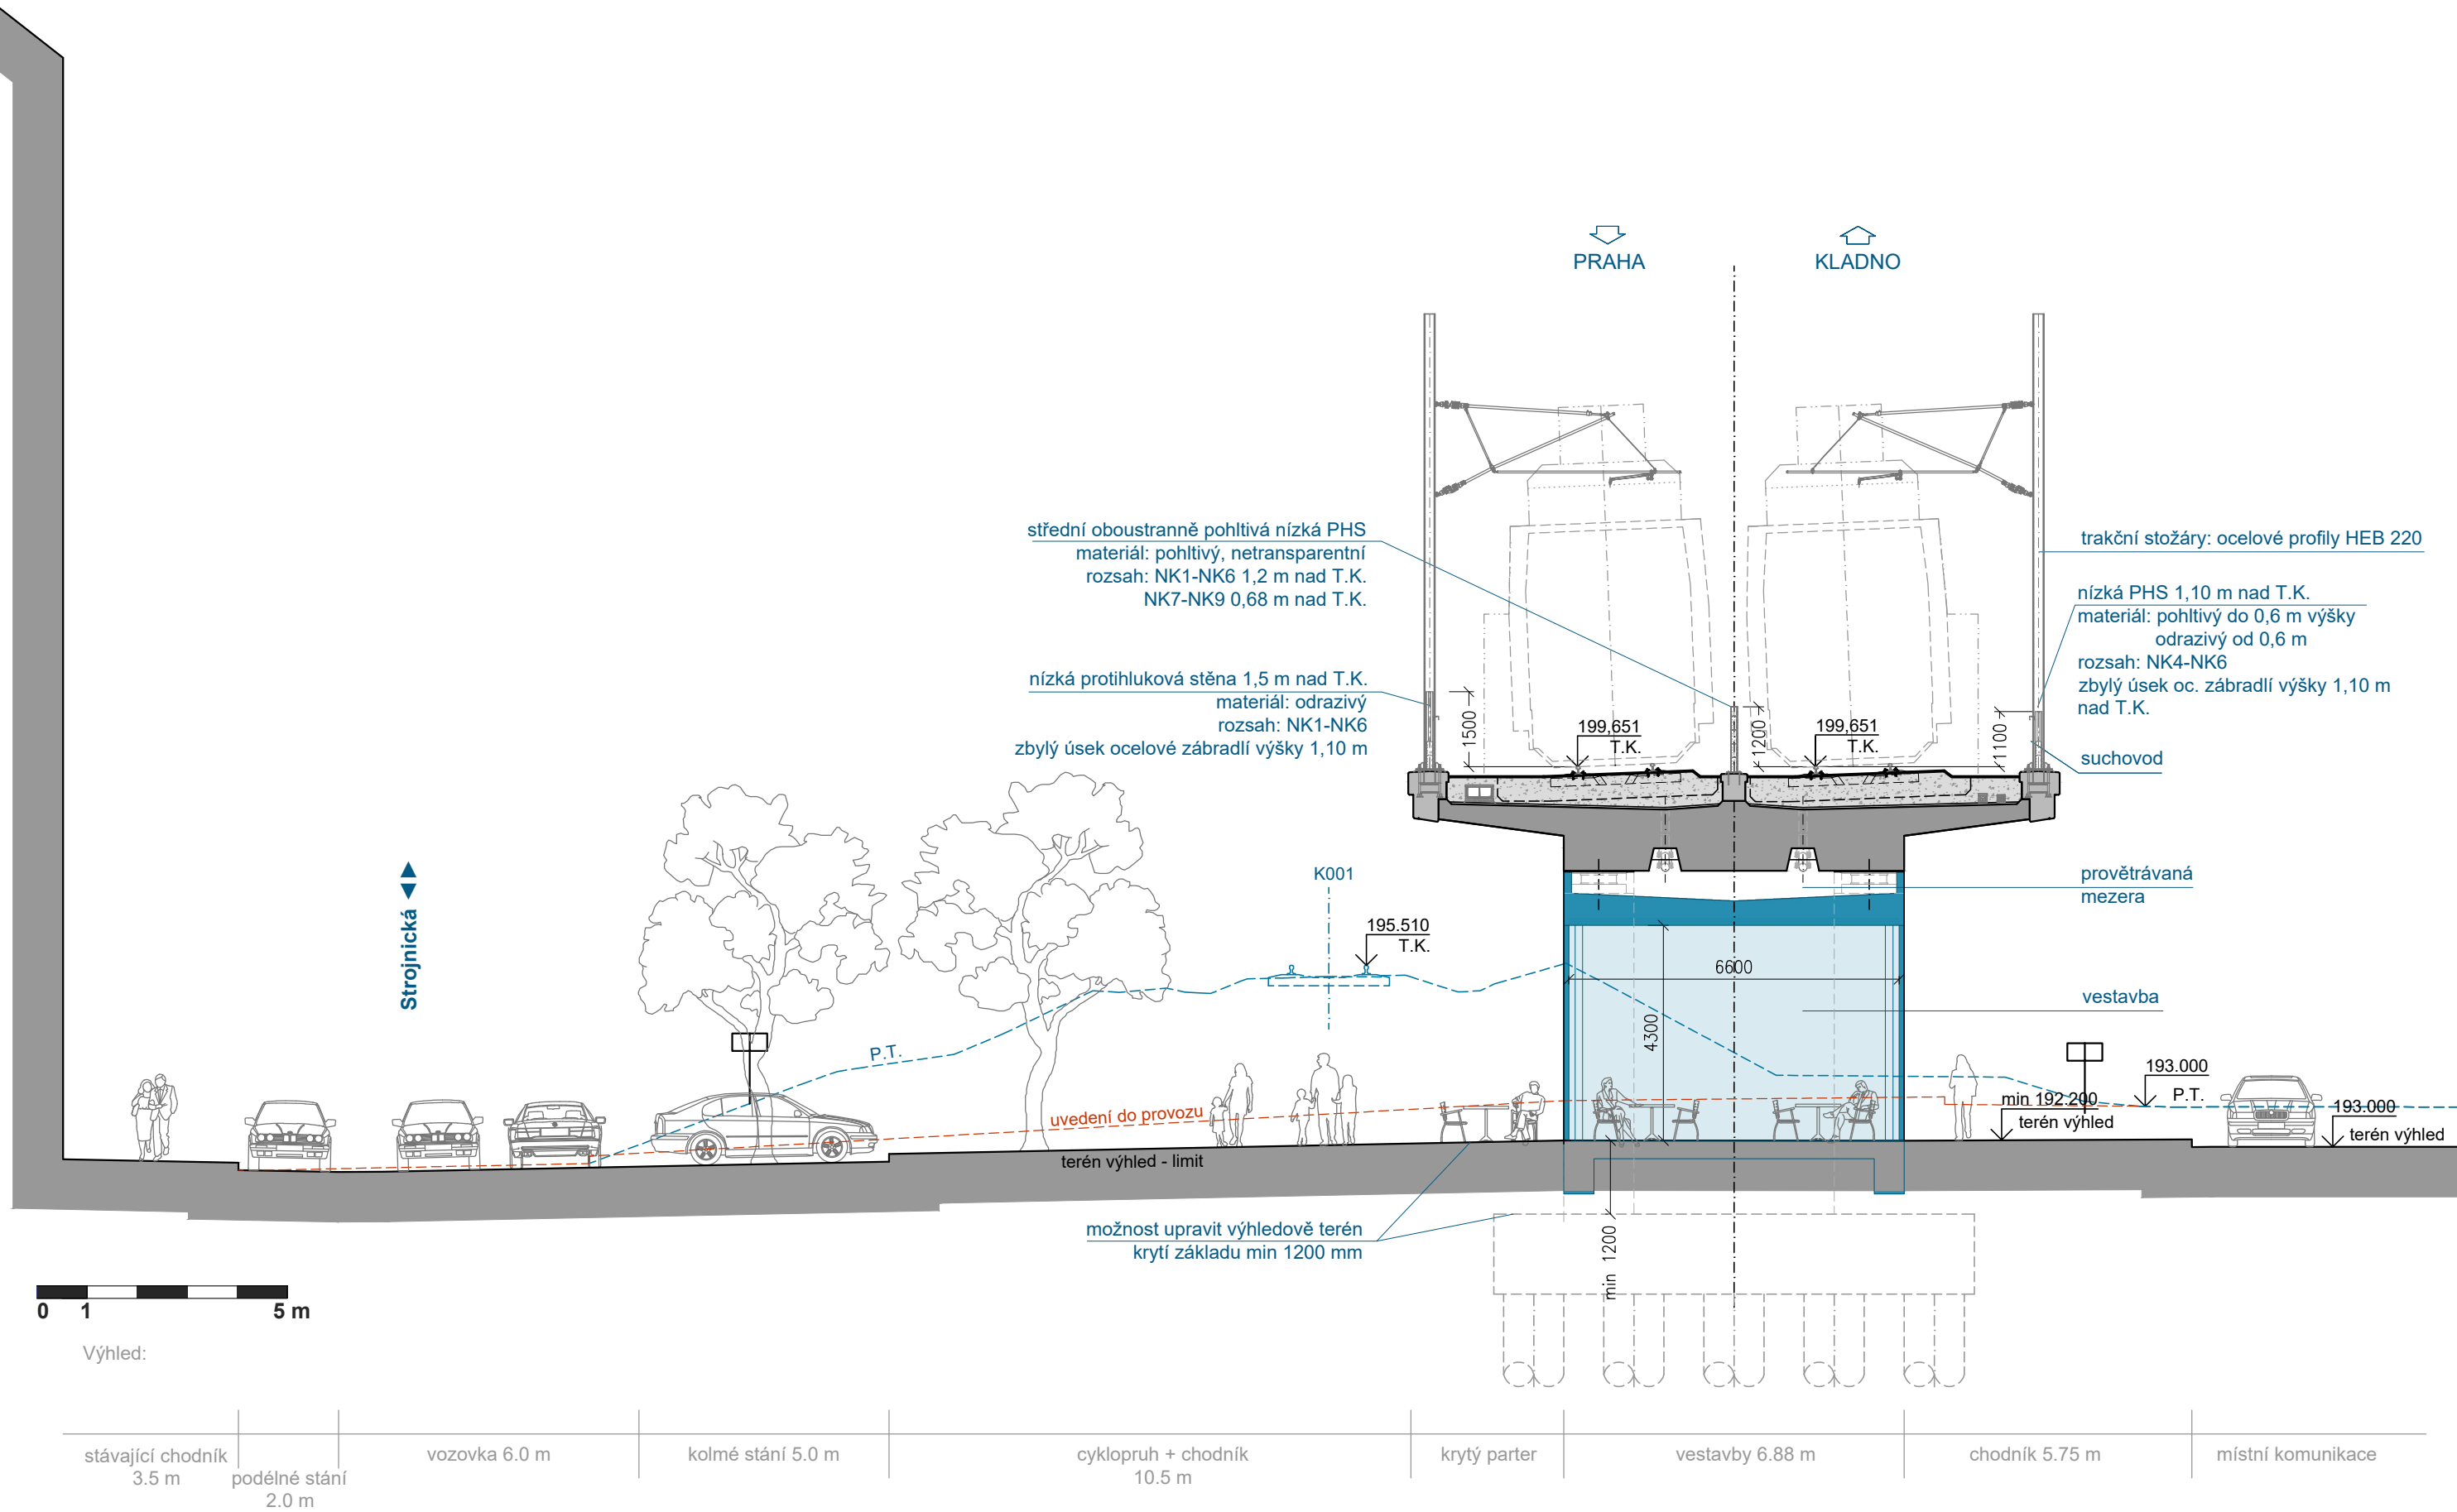 PRAHA
KLADNO
střední oboustranně pohltivá nízká PHS
materiál: pohltivý, netransparentní
rozsah: NK1-NK6 1,2 m nad T.K.
NK7-NK9 0,68 m nad T.K.
trakční stožáry: ocelové profily HEB 220
nízká PHS 1,10 m nad T.K.
materiál: pohltivý do 0,6 m výšky
odrazivý od 0,6 m
rozsah: NK4-NK6
zbylý úsek oc. zábradlí výšky 1,10 m
nad T.K.
nízká protihluková stěna 1,5 m nad T.K.
materiál: odrazivý
rozsah: NK1-NK6
zbylý úsek ocelové zábradlí výšky 1,10 m
1500
199,651
T.K.
1200
199,651
T.K.
1100
suchovod
provětrávaná
mezera
K001
195.510
T.K.
Strojnická
6600
4300
vestavba
P.T.
193.000
P.T.
min 192.200
terén výhled
193.000
terén výhled
uvedení do provozu
terén výhled - limit
možnost upravit výhledově terén
krytí základu min 1200 mm
min 1200
0 1 5 m
Výhled:
stávající chodník
3.5 m
podélné stání
2.0 m
vozovka 6.0 m
kolmé stání 5.0 m
cyklopruh + chodník
10.5 m
krytý parter
vestavby 6.88 m
chodník 5.75 m
místní komunikace